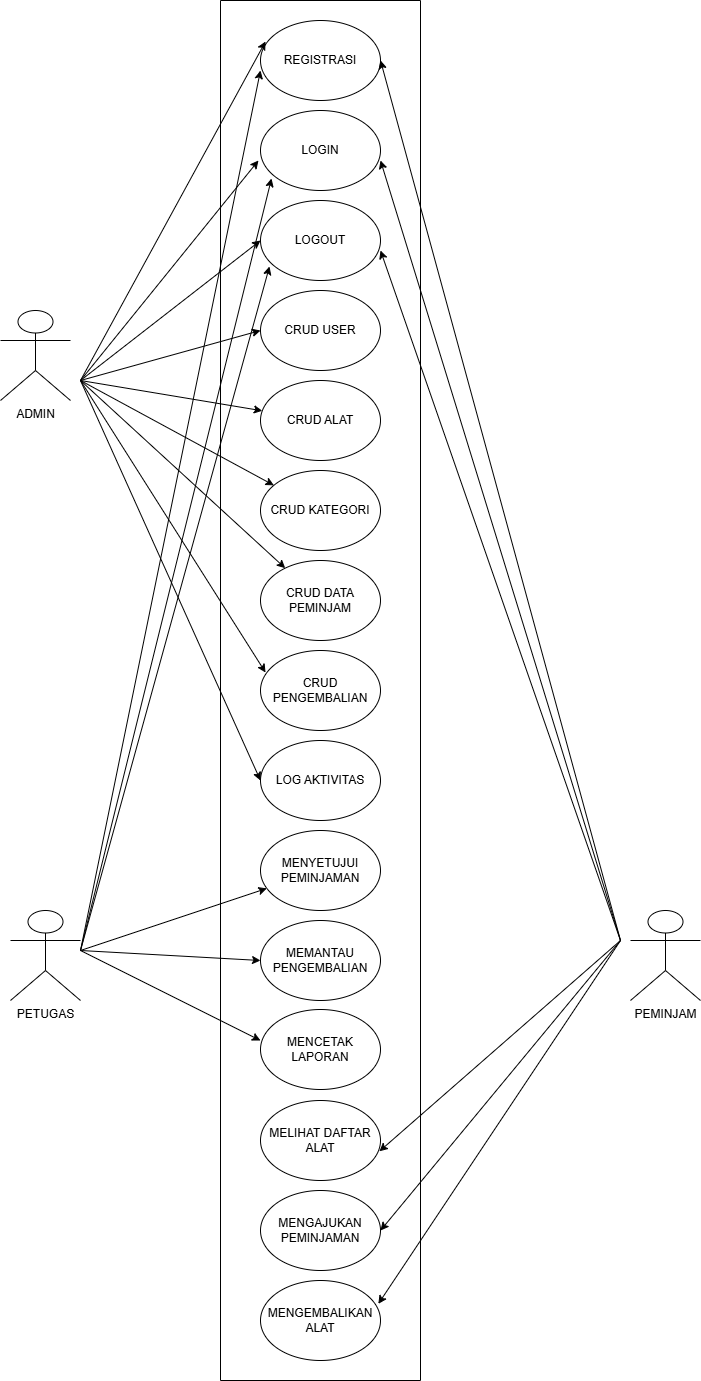 REGISTRASI
LOGIN
LOGOUT
CRUD USER
ADMIN
CRUD ALAT
CRUD KATEGORI
CRUD DATA
PEMINJAM
CRUD
PENGEMBALIAN
LOG AKTIVITAS
MENYETUJUI
PEMINJAMAN
MEMANTAU
PENGEMBALIAN
PETUGAS
PEMINJAM
MENCETAK
LAPORAN
MELIHAT DAFTAR
ALAT
MENGAJUKAN
PEMINJAMAN
MENGEMBALIKAN
ALAT